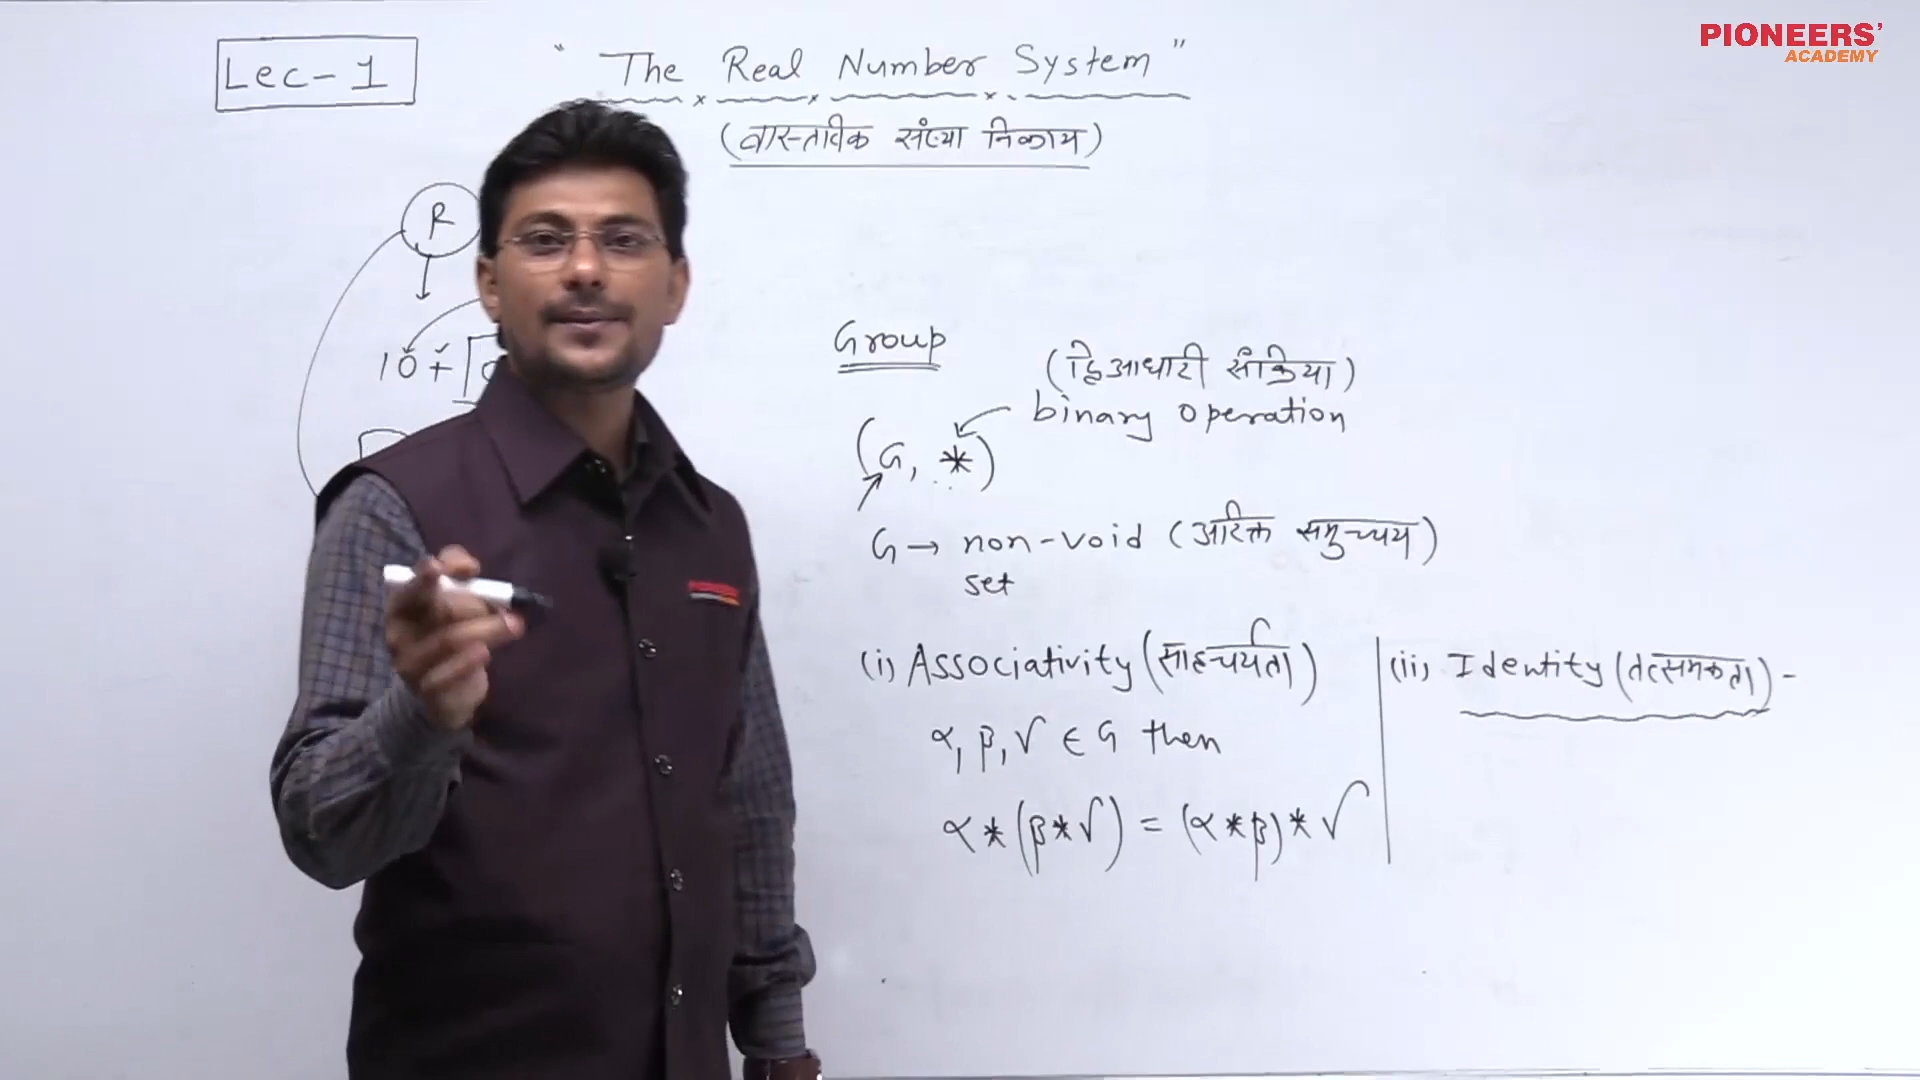 PIONEERS'
ACADEMY
Lec-1
" The Real Number System "
(वास्तविक संख्या निकाय)
R
10+
Group
(द्विआधारी संक्रिया)
binary operation
(G, *)
G → non-void (अरिक्त समुच्चय)
set
(i) Associativity (साहचर्यता)
α, β, γ ∈ G then
α * (β * γ) = (α * β) * γ
(ii) Identity (तत्समकता) -
PIONEERS